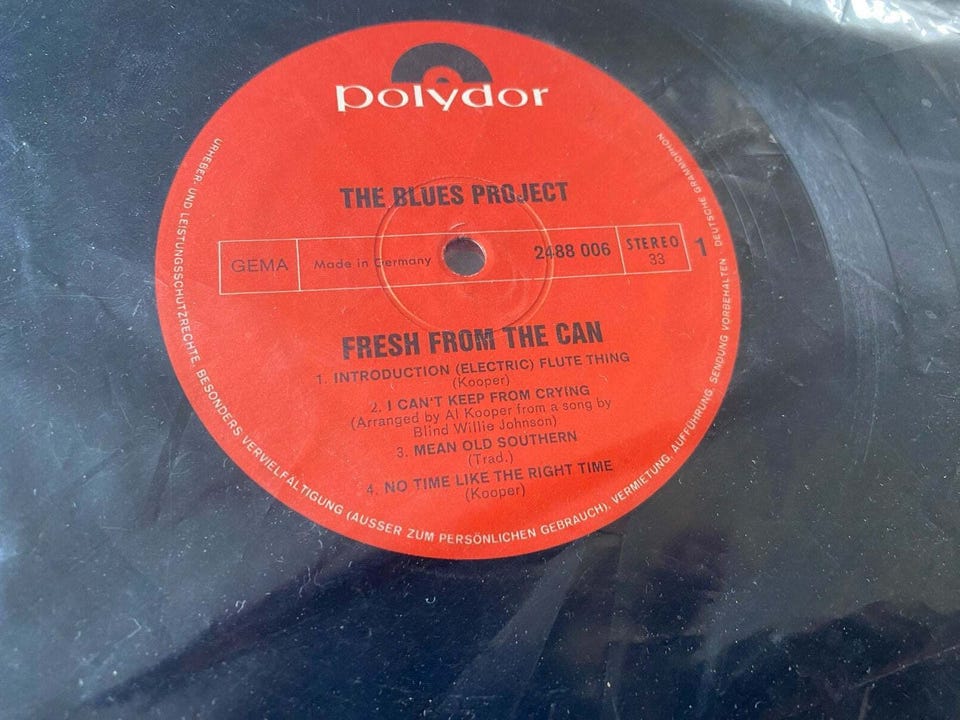 polydor
THE BLUES PROJECT
GEMA
Made in Germany
2488 006
STEREO
33
1
FRESH FROM THE CAN
1. INTRODUCTION (ELECTRIC) FLUTE THING
(Kooper)
2. I CAN'T KEEP FROM CRYING
(Arranged by Al Kooper from a song by
Blind Willie Johnson)
3. MEAN OLD SOUTHERN
(Trad.)
4. NO TIME LIKE THE RIGHT TIME
(Kooper)
URHEBER- UND LEISTUNGSSCHUTZRECHTE, BESONDERS VERVIELFÄLTIGUNG (AUSSER ZUM PERSÖNLICHEN GEBRAUCH), VERMIETUNG, AUFFÜHRUNG, SENDUNG VORBEHALTEN DEUTSCHE GRAMMOPHON